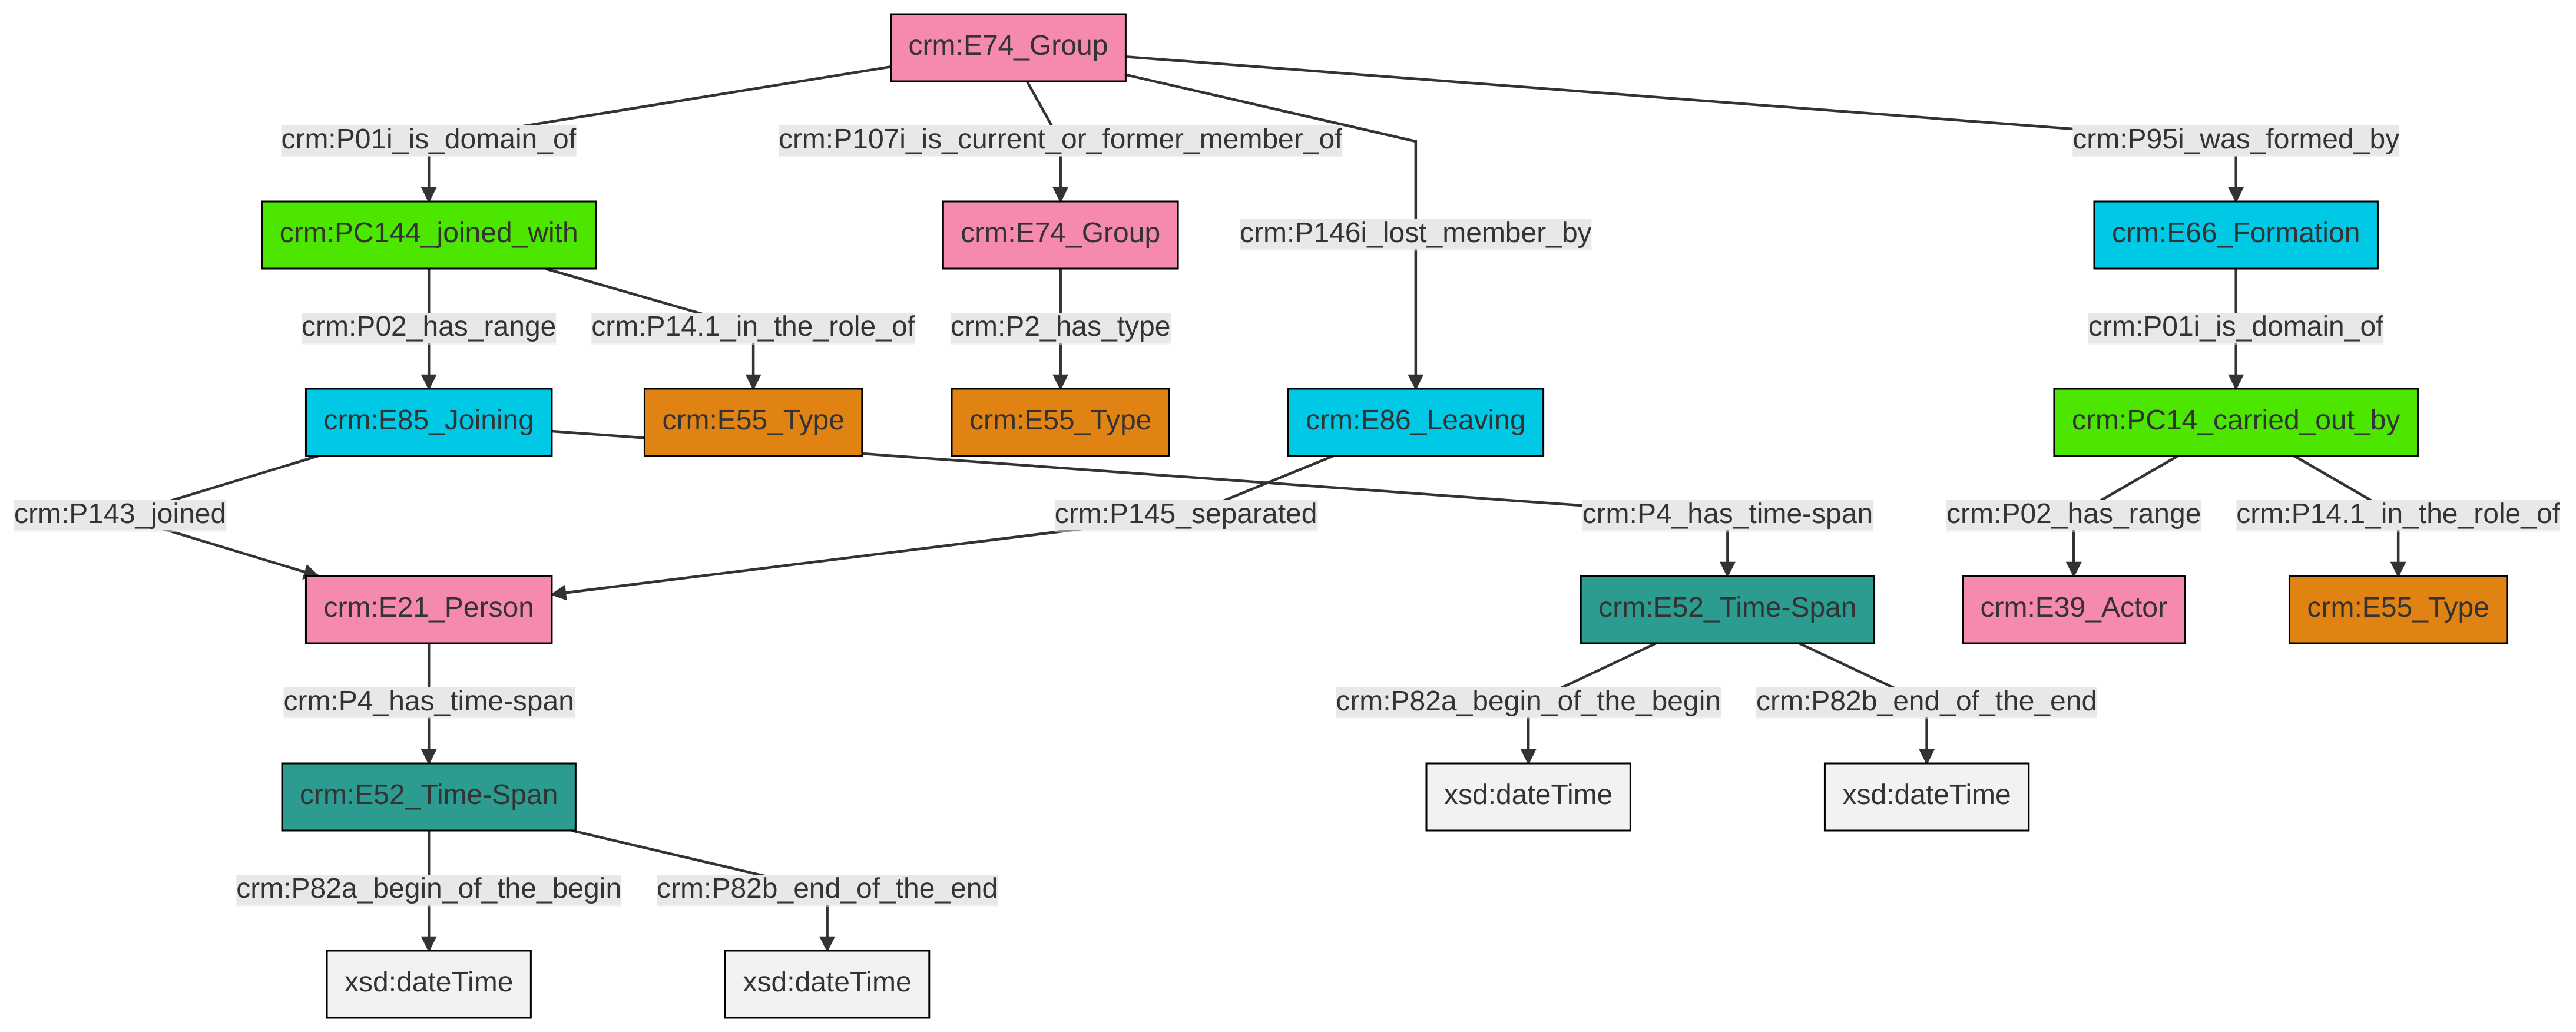 crm:E74_Group
crm:P01i_is_domain_of
crm:P107i_is_current_or_former_member_of
crm:P95i_was_formed_by
crm:PC144_joined_with
crm:E74_Group
crm:P146i_lost_member_by
crm:E66_Formation
crm:P02_has_range
crm:P14.1_in_the_role_of
crm:P2_has_type
crm:P01i_is_domain_of
crm:E85_Joining
crm:E55_Type
crm:E55_Type
crm:E86_Leaving
crm:PC14_carried_out_by
crm:P143_joined
crm:P145_separated
crm:P4_has_time-span
crm:P02_has_range
crm:P14.1_in_the_role_of
crm:E21_Person
crm:E52_Time-Span
crm:E39_Actor
crm:E55_Type
crm:P4_has_time-span
crm:P82a_begin_of_the_begin
crm:P82b_end_of_the_end
crm:E52_Time-Span
xsd:dateTime
xsd:dateTime
crm:P82a_begin_of_the_begin
crm:P82b_end_of_the_end
xsd:dateTime
xsd:dateTime